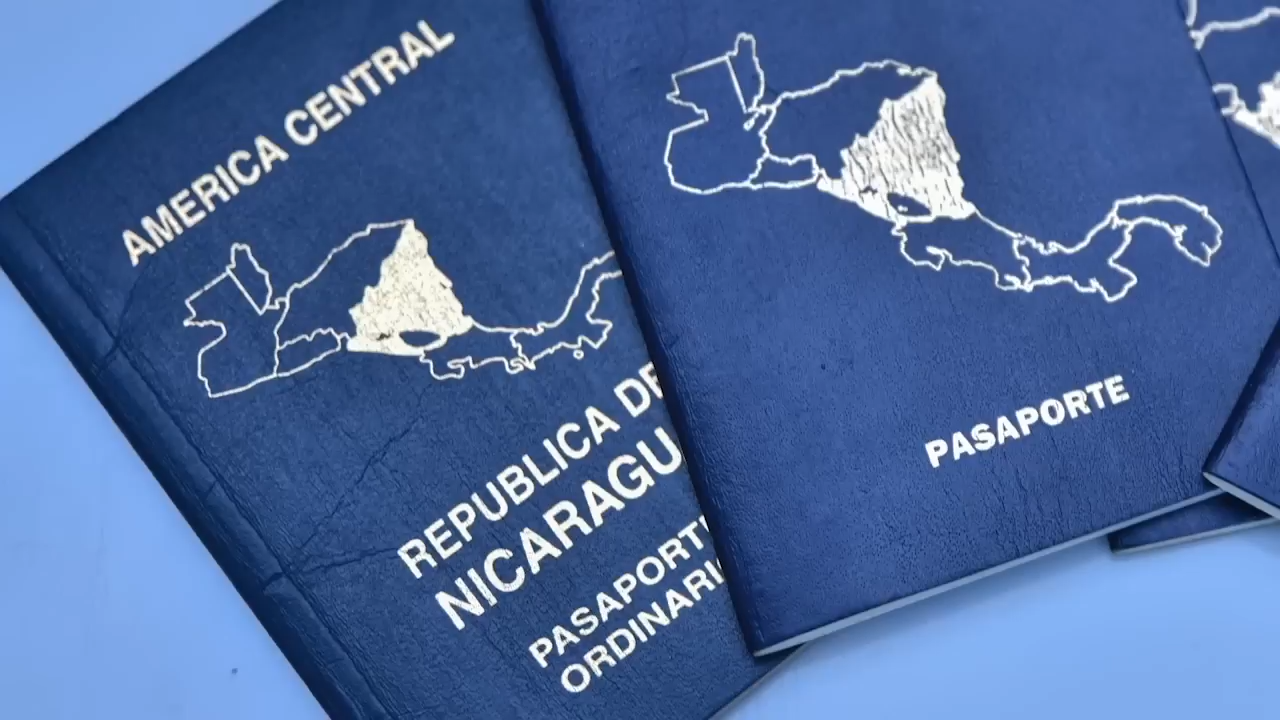 AMERICA CENTRAL
REPUBLICA DE
NICARAGU
PASAPORT
ORDINARI
PASAPORTE